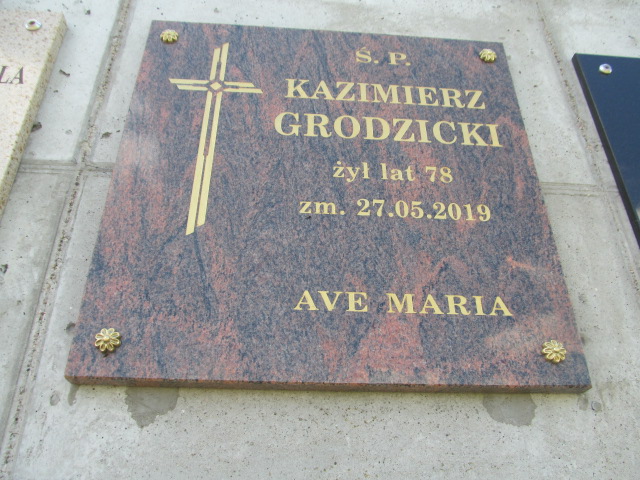 Ś. P.
KAZIMIERZ
GRODZICKI
żył lat 78
zm. 27.05.2019
AVE MARIA